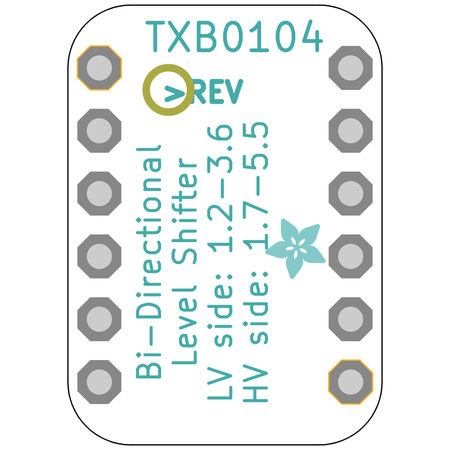 TXB0104
>REV
Bi-Directional
Level Shifter
LV side: 1.2-3.6
HV side: 1.7-5.5